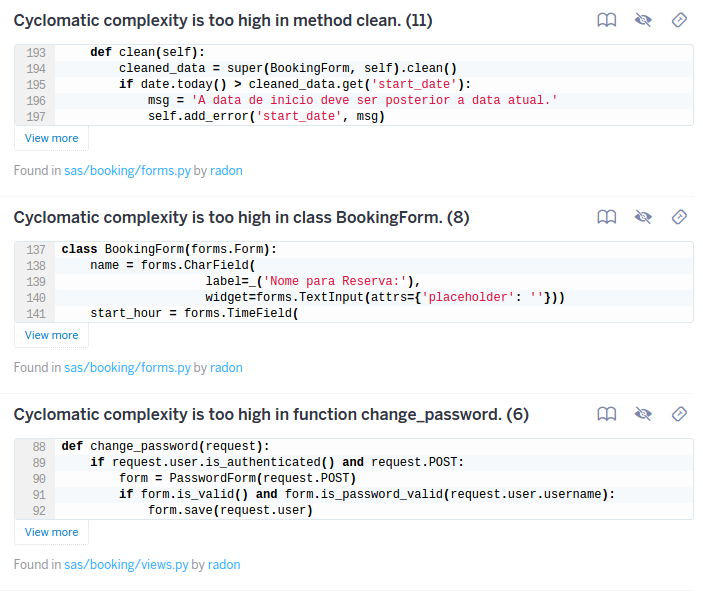 Cyclomatic complexity is too high in method clean. (11)
193 def clean(self):
194 cleaned_data = super(BookingForm, self).clean()
195 if date.today() > cleaned_data.get('start_date'):
196 msg = 'A data de inicio deve ser posterior a data atual.'
197 self.add_error('start_date', msg)
View more
Found in sas/booking/forms.py by radon
Cyclomatic complexity is too high in class BookingForm. (8)
137 class BookingForm(forms.Form):
138 name = forms.CharField(
139 label=_('Nome para Reserva:'),
140 widget=forms.TextInput(attrs={'placeholder': ''}))
141 start_hour = forms.TimeField(
View more
Found in sas/booking/forms.py by radon
Cyclomatic complexity is too high in function change_password. (6)
88 def change_password(request):
89 if request.user.is_authenticated() and request.POST:
90 form = PasswordForm(request.POST)
91 if form.is_valid() and form.is_password_valid(request.user.username):
92 form.save(request.user)
View more
Found in sas/booking/views.py by radon